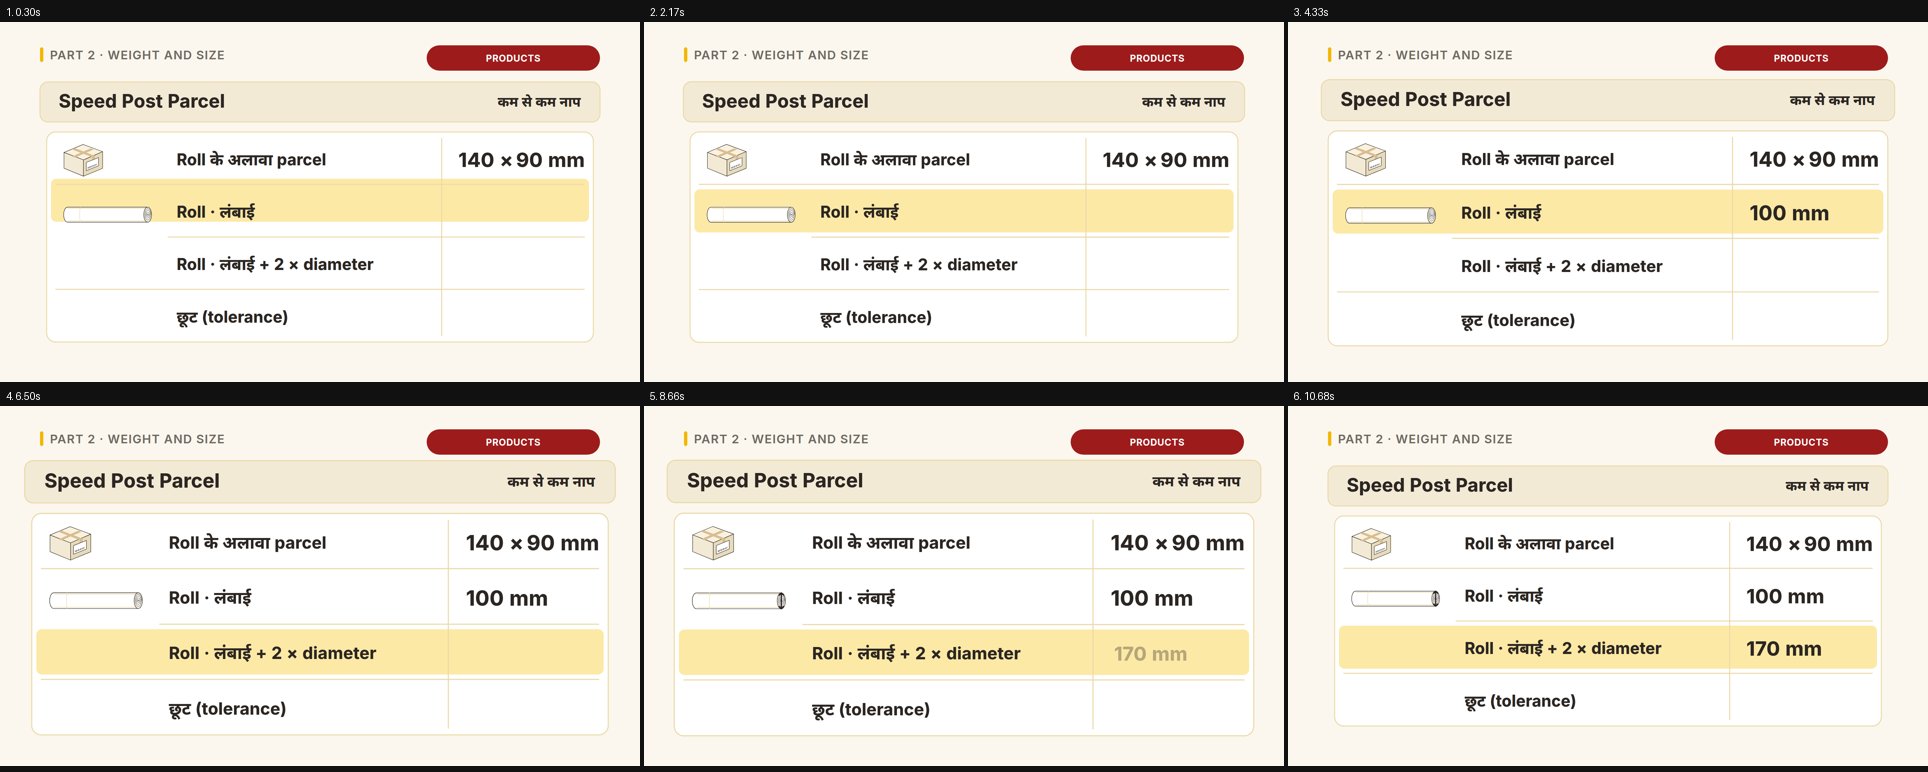 1. 0.30s
PART 2 · WEIGHT AND SIZE
PRODUCTS
Speed Post Parcel
कम से कम नाप
Roll के अलावा parcel
140 × 90 mm
Roll · लंबाई
Roll · लंबाई + 2 × diameter
छूट (tolerance)
2. 2.17s
PART 2 · WEIGHT AND SIZE
PRODUCTS
Speed Post Parcel
कम से कम नाप
Roll के अलावा parcel
140 × 90 mm
Roll · लंबाई
Roll · लंबाई + 2 × diameter
छूट (tolerance)
3. 4.33s
PART 2 · WEIGHT AND SIZE
PRODUCTS
Speed Post Parcel
कम से कम नाप
Roll के अलावा parcel
140 × 90 mm
Roll · लंबाई
100 mm
Roll · लंबाई + 2 × diameter
छूट (tolerance)
4. 6.50s
PART 2 · WEIGHT AND SIZE
PRODUCTS
Speed Post Parcel
कम से कम नाप
Roll के अलावा parcel
140 × 90 mm
Roll · लंबाई
100 mm
Roll · लंबाई + 2 × diameter
छूट (tolerance)
5. 8.66s
PART 2 · WEIGHT AND SIZE
PRODUCTS
Speed Post Parcel
कम से कम नाप
Roll के अलावा parcel
140 × 90 mm
Roll · लंबाई
100 mm
Roll · लंबाई + 2 × diameter
170 mm
छूट (tolerance)
6. 10.68s
PART 2 · WEIGHT AND SIZE
PRODUCTS
Speed Post Parcel
कम से कम नाप
Roll के अलावा parcel
140 × 90 mm
Roll · लंबाई
100 mm
Roll · लंबाई + 2 × diameter
170 mm
छूट (tolerance)